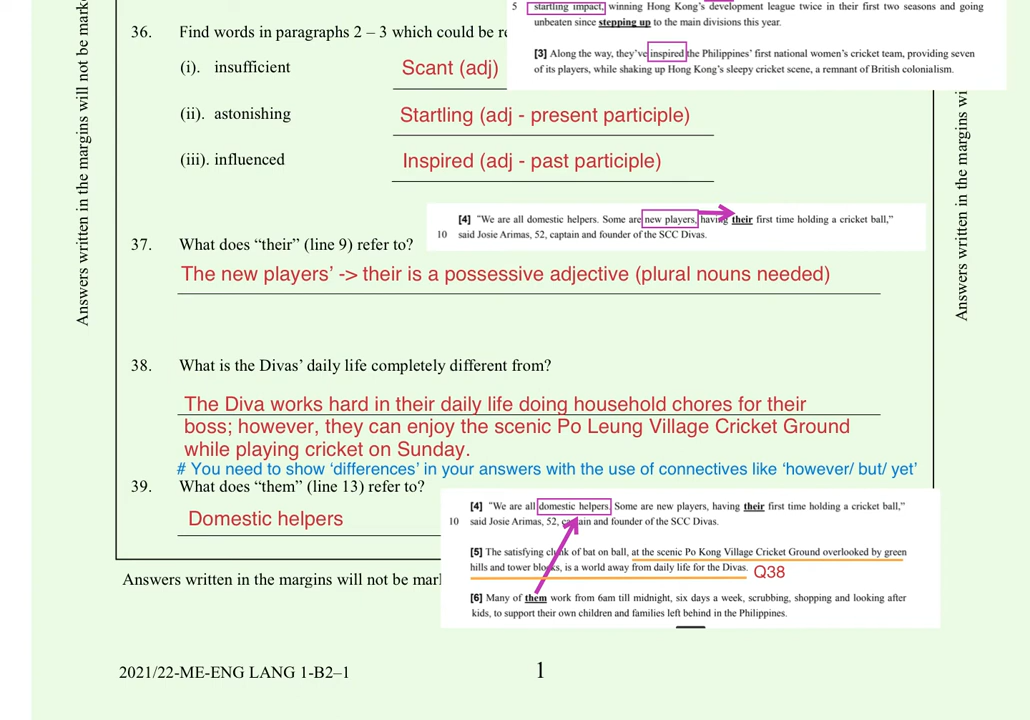 5 startling impact, winning Hong Kong's development league twice in their first two seasons and going
unbeaten since stepping up to the main divisions this year.
36. Find words in paragraphs 2 – 3 which could be re
[3] Along the way, they've inspired the Philippines' first national women's cricket team, providing seven
of its players, while shaking up Hong Kong's sleepy cricket scene, a remnant of British colonialism.
(i). insufficient Scant (adj)
(ii). astonishing Startling (adj - present participle)
(iii). influenced Inspired (adj - past participle)
[4] "We are all domestic helpers. Some are new players, having their first time holding a cricket ball,"
10 said Josie Arimas, 52, captain and founder of the SCC Divas.
37. What does "their" (line 9) refer to?
The new players' -> their is a possessive adjective (plural nouns needed)
38. What is the Divas' daily life completely different from?
The Diva works hard in their daily life doing household chores for their
boss; however, they can enjoy the scenic Po Leung Village Cricket Ground
while playing cricket on Sunday.
# You need to show 'differences' in your answers with the use of connectives like 'however/ but/ yet'
39. What does "them" (line 13) refer to?
Domestic helpers
[4] "We are all domestic helpers. Some are new players, having their first time holding a cricket ball,"
10 said Josie Arimas, 52, captain and founder of the SCC Divas.
[5] The satisfying clunk of bat on ball, at the scenic Po Kong Village Cricket Ground overlooked by green
hills and tower blocks, is a world away from daily life for the Divas. Q38
[6] Many of them work from 6am till midnight, six days a week, scrubbing, shopping and looking after
kids, to support their own children and families left behind in the Philippines.
Answers written in the margins will not be mar
2021/22-ME-ENG LANG 1-B2–1
1
Answers written in the margins will not be mark
Answers written in the margins wi